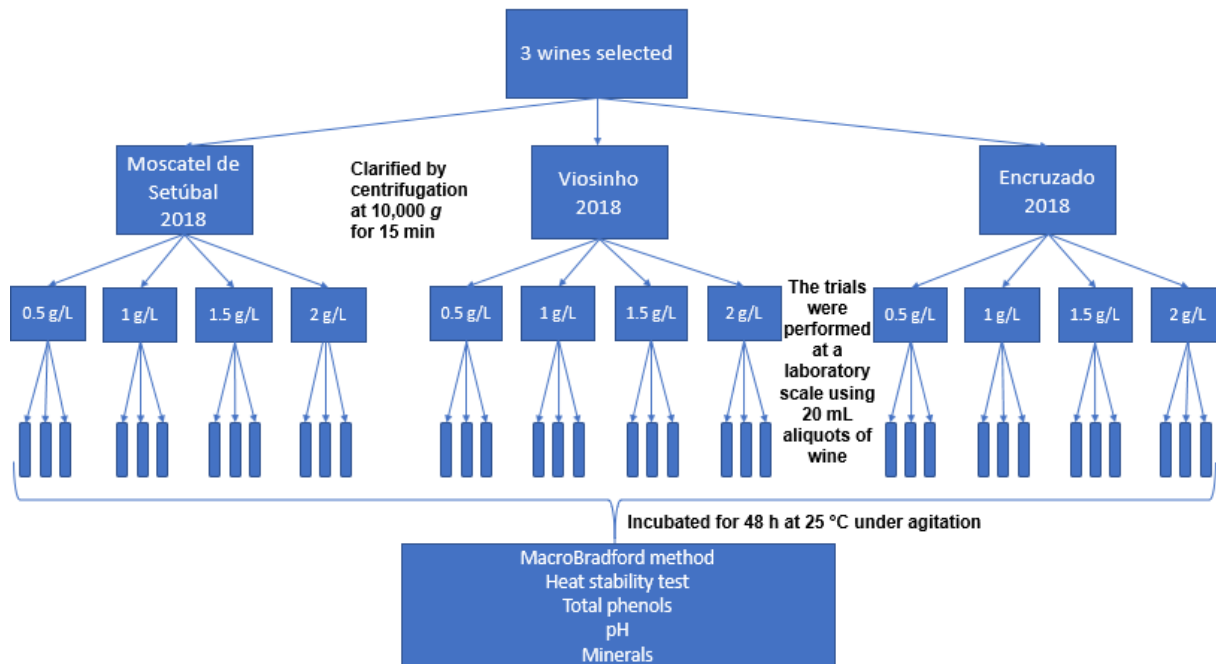 3 wines selected
Moscatel de
Setúbal
2018
Clarified by
centrifugation
at 10,000 g
for 15 min
Viosinho
2018
Encruzado
2018
0.5 g/L
1 g/L
1.5 g/L
2 g/L
0.5 g/L
1 g/L
1.5 g/L
2 g/L
The trials
were
performed
at a
laboratory
scale using
20 mL
aliquots of
wine
0.5 g/L
1 g/L
1.5 g/L
2 g/L
Incubated for 48 h at 25 °C under agitation
MacroBradford method
Heat stability test
Total phenols
pH
Minerals